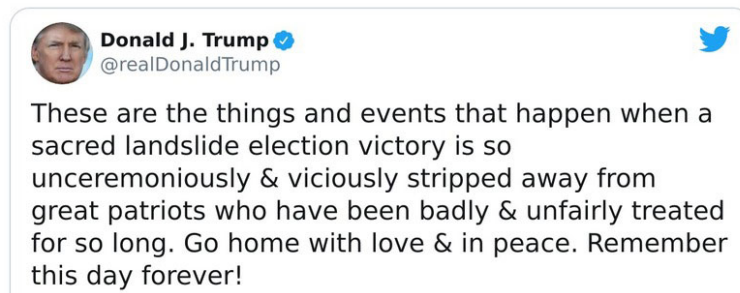 Donald J. Trump
@realDonaldTrump
These are the things and events that happen when a
sacred landslide election victory is so
unceremoniously & viciously stripped away from
great patriots who have been badly & unfairly treated
for so long. Go home with love & in peace. Remember
this day forever!